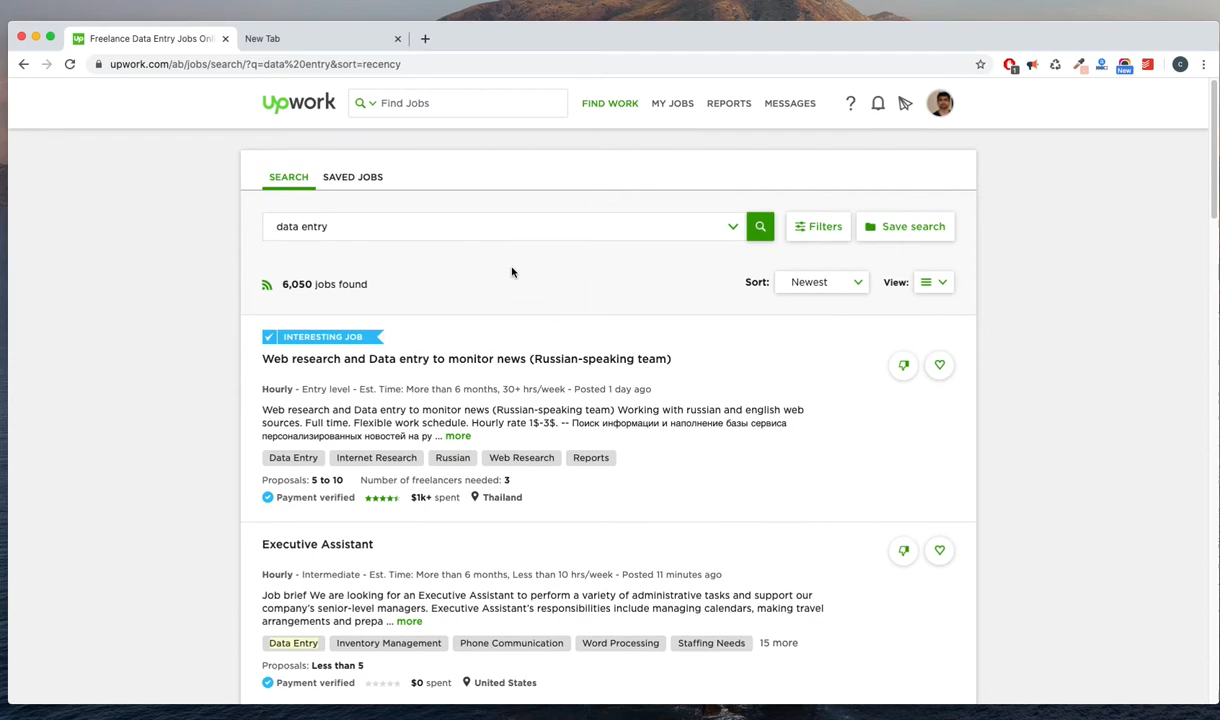 Freelance Data Entry Jobs Onl
New Tab
upwork.com/ab/jobs/search/?q=data%20entry&sort=recency
1
New
C
upwork
Find Jobs
FIND WORK
MY JOBS
REPORTS
MESSAGES
?
SEARCH
SAVED JOBS
data entry
Filters
Save search
6,050 jobs found
Sort:
Newest
View:
INTERESTING JOB
Web research and Data entry to monitor news (Russian-speaking team)
Hourly - Entry level - Est. Time: More than 6 months, 30+ hrs/week - Posted 1 day ago
Web research and Data entry to monitor news (Russian-speaking team) Working with russian and english web
sources. Full time. Flexible work schedule. Hourly rate 1$-3$. -- Поиск информации и наполнение базы сервиса
персонализированных новостей на ру ... more
Data Entry
Internet Research
Russian
Web Research
Reports
Proposals: 5 to 10 Number of freelancers needed: 3
Payment verified $1k+ spent Thailand
Executive Assistant
Hourly - Intermediate - Est. Time: More than 6 months, Less than 10 hrs/week - Posted 11 minutes ago
Job brief We are looking for an Executive Assistant to perform a variety of administrative tasks and support our
company's senior-level managers. Executive Assistant's responsibilities include managing calendars, making travel
arrangements and prepa ... more
Data Entry
Inventory Management
Phone Communication
Word Processing
Staffing Needs
15 more
Proposals: Less than 5
Payment verified $0 spent United States